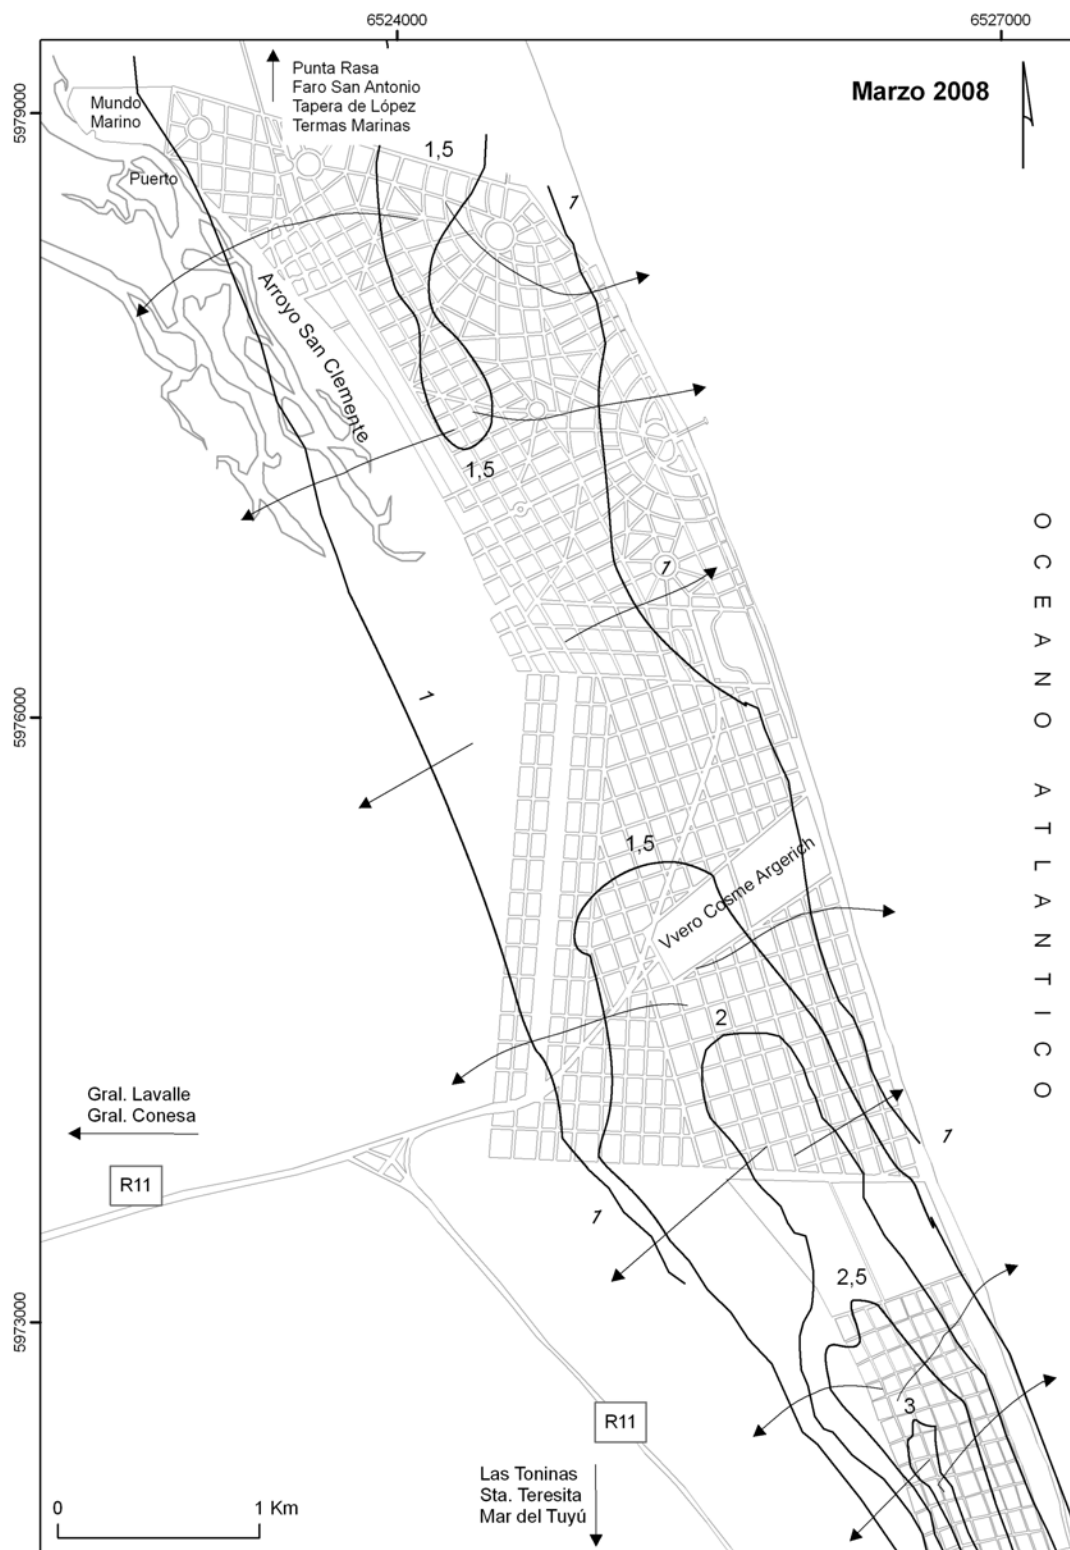 6524000
6527000
5979000
5976000
5973000
Marzo 2008
Punta Rasa
Faro San Antonio
Tapera de López
Termas Marinas
Mundo
Marino
Puerto
1,5
1
Arroyo San Clemente
1,5
1
1
OCEANO ATLANTICO
1,5
Vvero Cosme Argerich
2
Gral. Lavalle
Gral. Conesa
R11
1
1
2,5
3
R11
Las Toninas
Sta. Teresita
Mar del Tuyú
0 1 Km